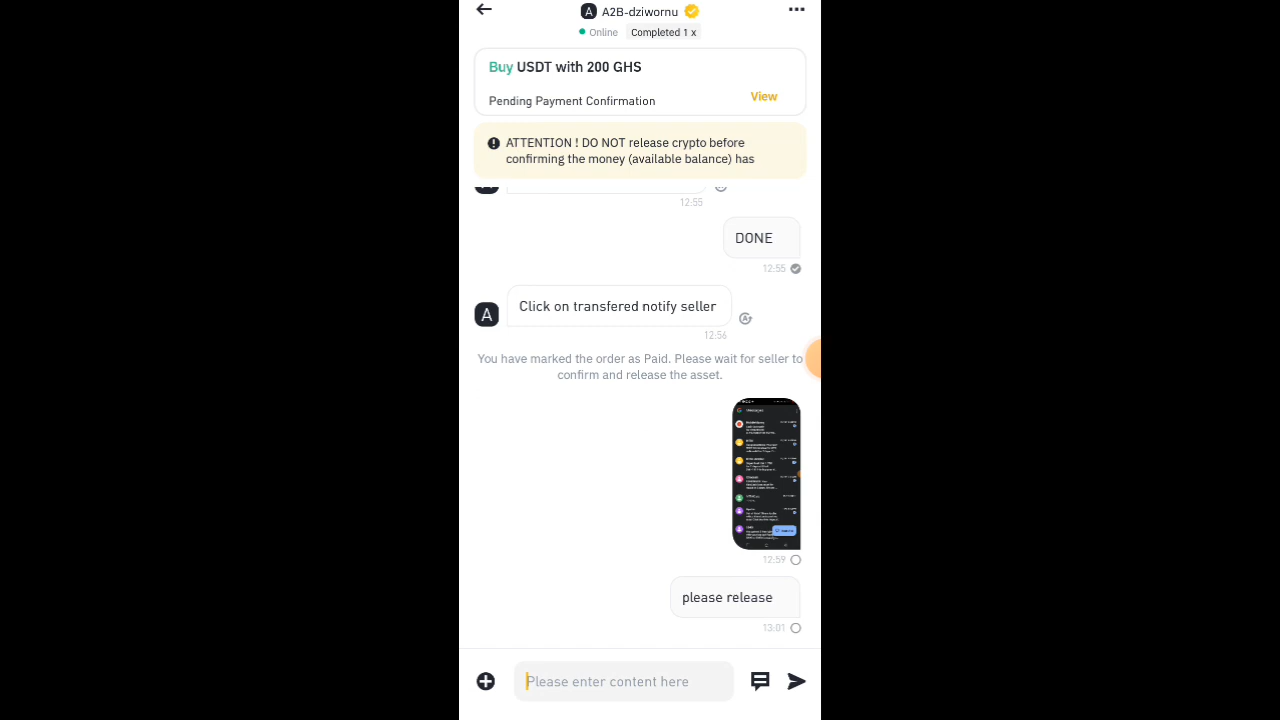 A A2B-dziwornu
Online Completed 1 x
Buy USDT with 200 GHS
Pending Payment Confirmation View
ATTENTION ! DO NOT release crypto before
confirming the money (available balance) has
12:55
DONE
12:55
A Click on transfered notify seller
12:56
You have marked the order as Paid. Please wait for seller to
confirm and release the asset.
12:59
please release
13:01
Please enter content here